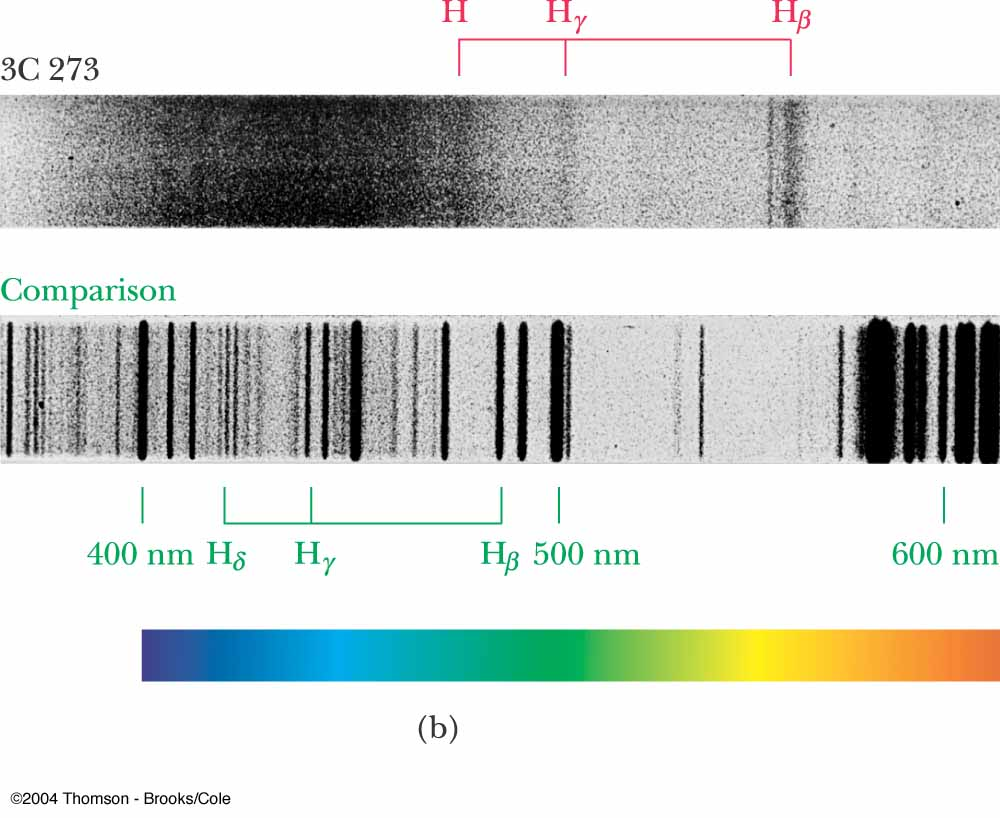 H Hγ Hβ
3C 273
Comparison
400 nm Hδ Hγ Hβ 500 nm 600 nm
(b)
©2004 Thomson - Brooks/Cole